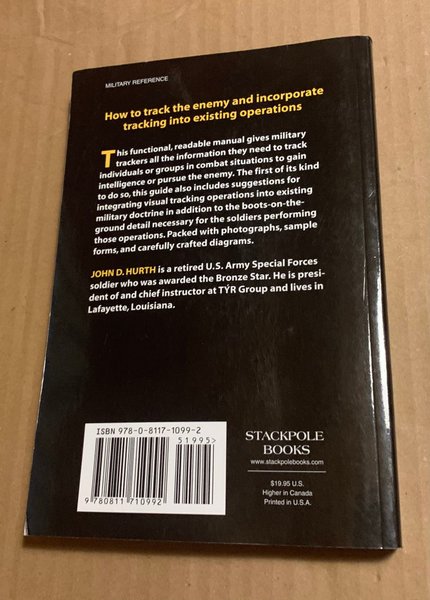 MILITARY REFERENCE
How to track the enemy and incorporate
tracking into existing operations
This functional, readable manual gives military
trackers all the information they need to track
individuals or groups in combat situations to gain
intelligence or pursue the enemy. The first of its kind
to do so, this guide also includes suggestions for
integrating visual tracking operations into existing
military doctrine in addition to the boots-on-the-
ground detail necessary for the soldiers performing
those operations. Packed with photographs, sample
forms, and carefully crafted diagrams.
JOHN D. HURTH is a retired U.S. Army Special Forces
soldier who was awarded the Bronze Star. He is presi-
dent of and chief instructor at TÝR Group and lives in
Lafayette, Louisiana.
ISBN 978-0-8117-1099-2
51995>
9 780811 710992
STACKPOLE
BOOKS
www.stackpolebooks.com
$19.95 U.S.
Higher in Canada
Printed in U.S.A.